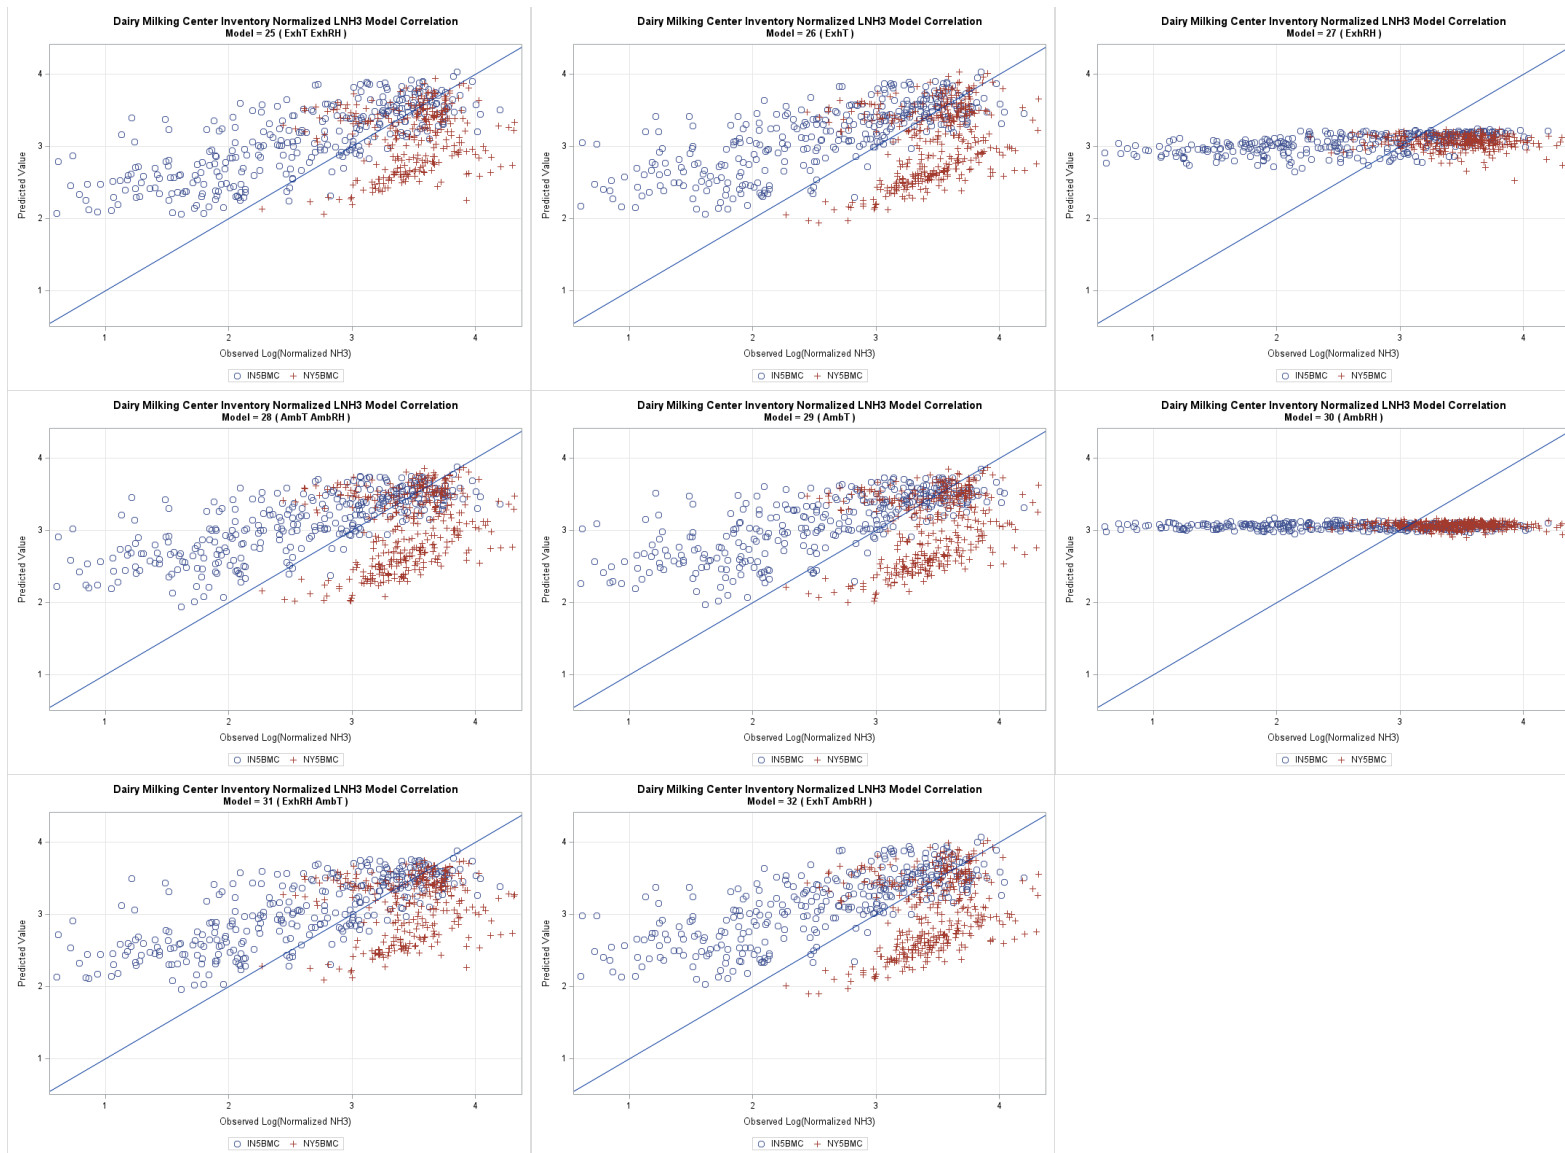 Dairy Milking Center Inventory Normalized LNH3 Model Correlation
Model = 25 ( ExhT ExhRH )
Predicted Value
4
3
2
1
1 2 3 4
Observed Log(Normalized NH3)
IN5BMC NY5BMC
Dairy Milking Center Inventory Normalized LNH3 Model Correlation
Model = 26 ( ExhT )
Predicted Value
4
3
2
1
1 2 3 4
Observed Log(Normalized NH3)
IN5BMC NY5BMC
Dairy Milking Center Inventory Normalized LNH3 Model Correlation
Model = 27 ( ExhRH )
Predicted Value
4
3
2
1
1 2 3 4
Observed Log(Normalized NH3)
IN5BMC NY5BMC
Dairy Milking Center Inventory Normalized LNH3 Model Correlation
Model = 28 ( AmbT AmbRH )
Predicted Value
4
3
2
1
1 2 3 4
Observed Log(Normalized NH3)
IN5BMC NY5BMC
Dairy Milking Center Inventory Normalized LNH3 Model Correlation
Model = 29 ( AmbT )
Predicted Value
4
3
2
1
1 2 3 4
Observed Log(Normalized NH3)
IN5BMC NY5BMC
Dairy Milking Center Inventory Normalized LNH3 Model Correlation
Model = 30 ( AmbRH )
Predicted Value
4
3
2
1
1 2 3 4
Observed Log(Normalized NH3)
IN5BMC NY5BMC
Dairy Milking Center Inventory Normalized LNH3 Model Correlation
Model = 31 ( ExhRH AmbT )
Predicted Value
4
3
2
1
1 2 3 4
Observed Log(Normalized NH3)
IN5BMC NY5BMC
Dairy Milking Center Inventory Normalized LNH3 Model Correlation
Model = 32 ( ExhT AmbRH )
Predicted Value
4
3
2
1
1 2 3 4
Observed Log(Normalized NH3)
IN5BMC NY5BMC